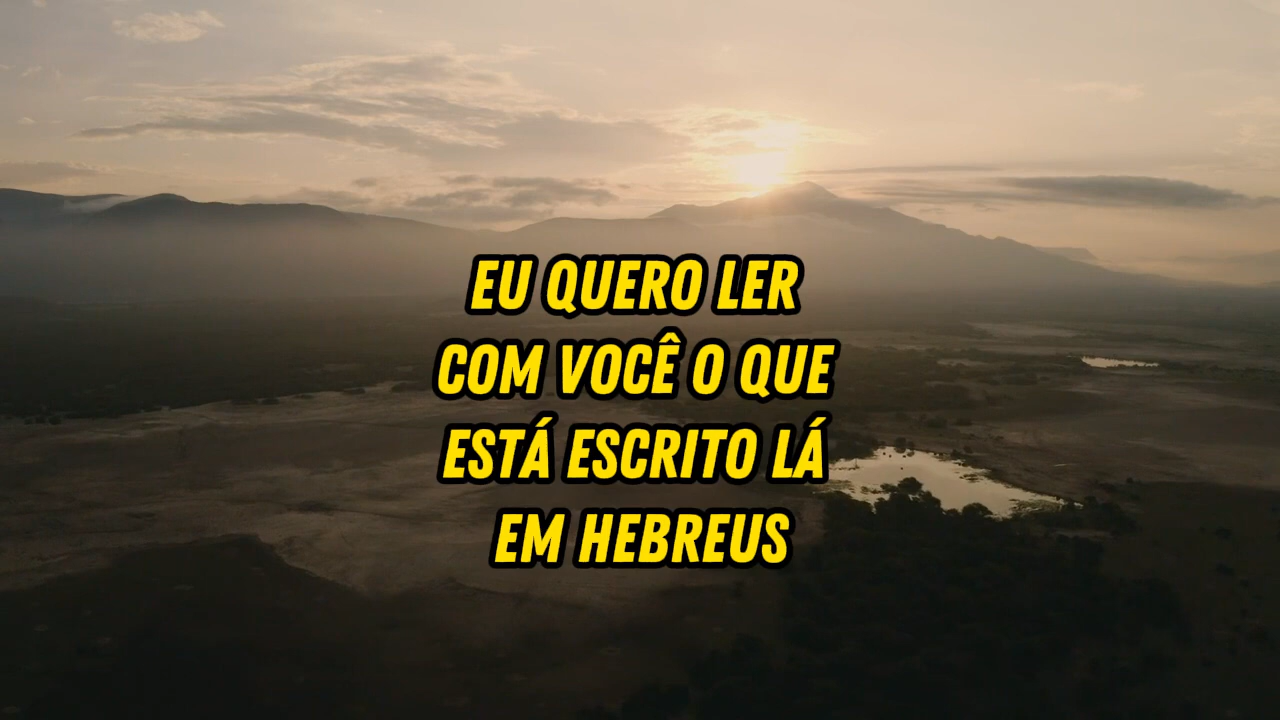 EU QUERO LER
COM VOCÊ O QUE
ESTÁ ESCRITO LÁ
EM HEBREUS